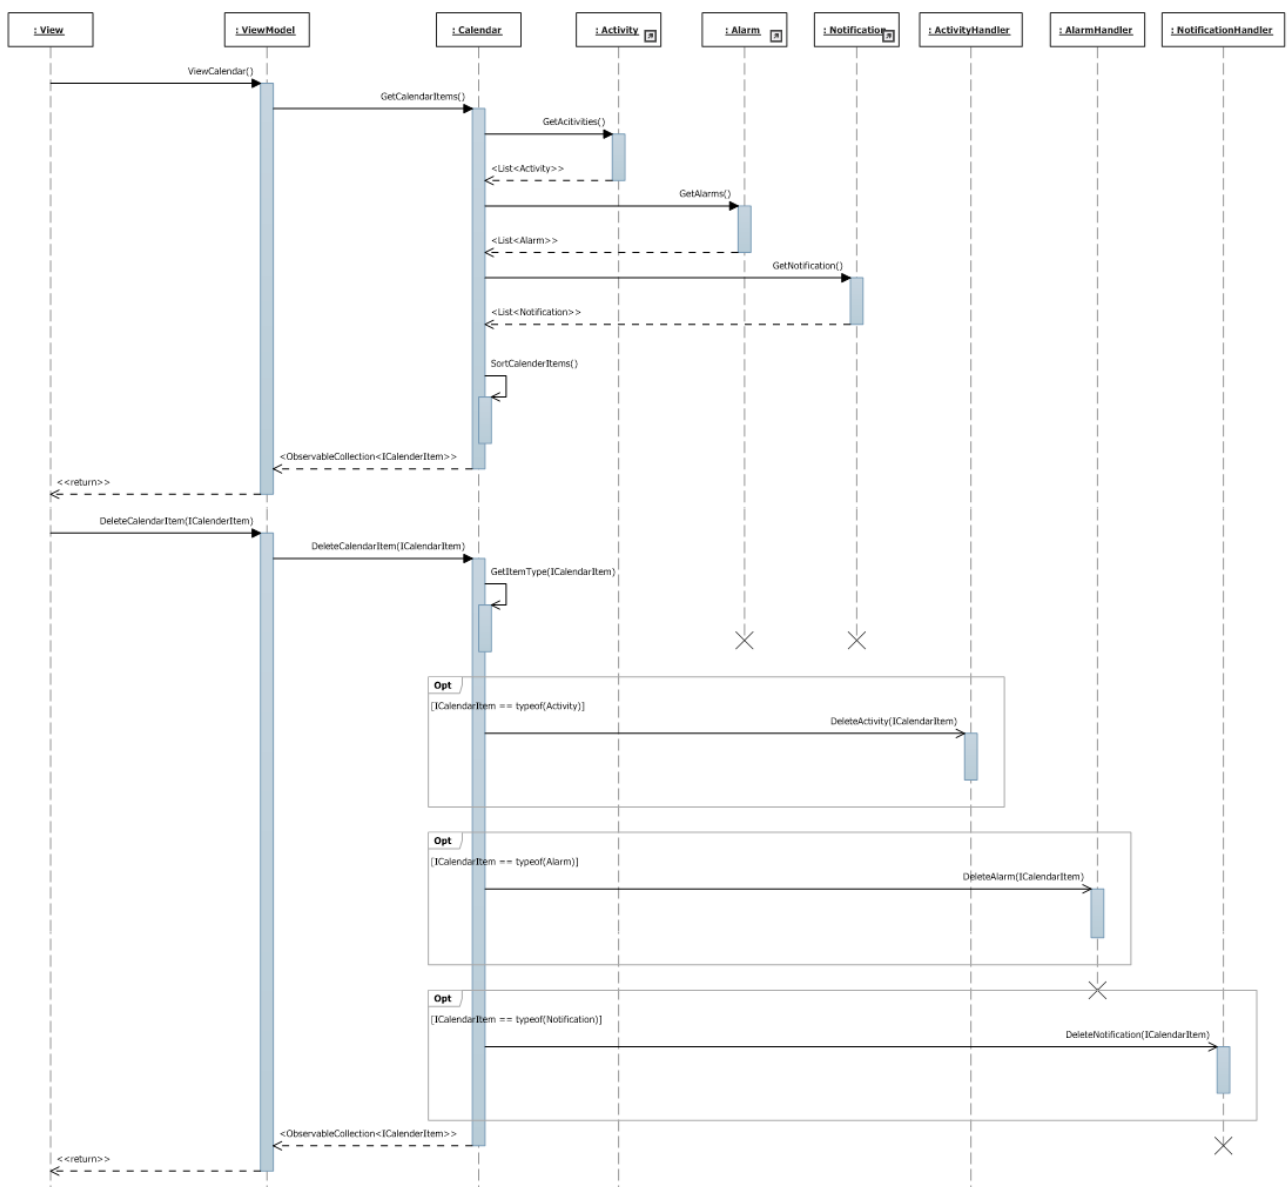 : View
: ViewModel
: Calendar
: Activity
: Alarm
: Notification
: ActivityHandler
: AlarmHandler
: NotificationHandler
ViewCalendar()
GetCalendarItems()
GetAcitivities()
<List<Activity>>
GetAlarms()
<List<Alarm>>
GetNotification()
<List<Notification>>
SortCalenderItems()
<ObservableCollection<ICalenderItem>>
<<return>>
DeleteCalendarItem(ICalenderItem)
DeleteCalendarItem(ICalendarItem)
GetItemType(ICalendarItem)
Opt
[ICalendarItem == typeof(Activity)]
DeleteActivity(ICalendarItem)
Opt
[ICalendarItem == typeof(Alarm)]
DeleteAlarm(ICalendarItem)
Opt
[ICalendarItem == typeof(Notification)]
DeleteNotification(ICalendarItem)
<ObservableCollection<ICalenderItem>>
<<return>>